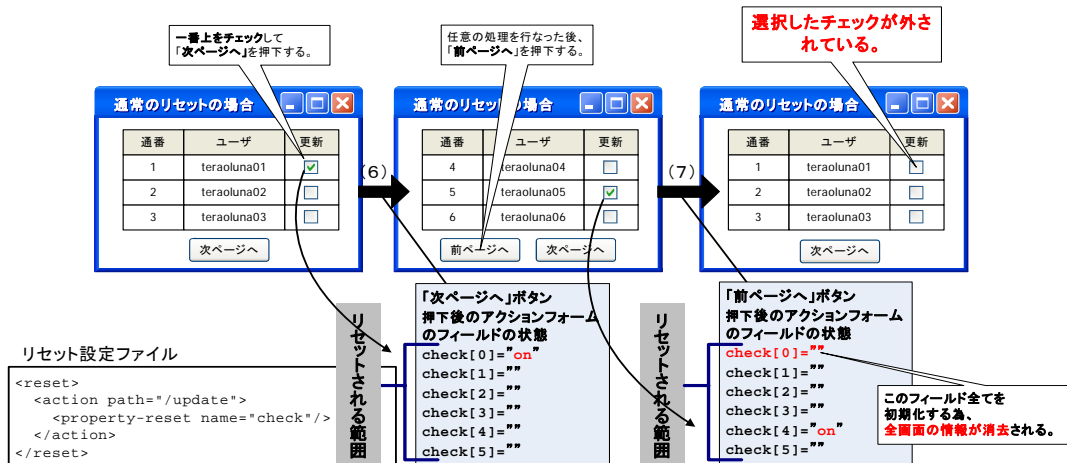 一番上をチェックして
「次ページへ」を押下する。
任意の処理を行なった後、
「前ページへ」を押下する。
選択したチェックが外さ
れている。
通常のリセットの場合
通番 ユーザ 更新
1 teraoluna01
2 teraoluna02
3 teraoluna03
次ページへ
(6)
通常のリセットの場合
通番 ユーザ 更新
4 teraoluna04
5 teraoluna05
6 teraoluna06
前ページへ 次ページへ
(7)
通常のリセットの場合
通番 ユーザ 更新
1 teraoluna01
2 teraoluna02
3 teraoluna03
次ページへ
リセット設定ファイル
<reset>
<action path="/update">
<property-reset name="check"/>
</action>
</reset>
リセットされる範囲
「次ページへ」ボタン
押下後のアクションフォーム
のフィールドの状態
check[0]="on"
check[1]=""
check[2]=""
check[3]=""
check[4]=""
check[5]=""
リセットされる範囲
「前ページへ」ボタン
押下後のアクションフォーム
のフィールドの状態
check[0]=""
check[1]=""
check[2]=""
check[3]=""
check[4]="on"
check[5]=""
このフィールド全てを
初期化する為、
全画面の情報が消去される。